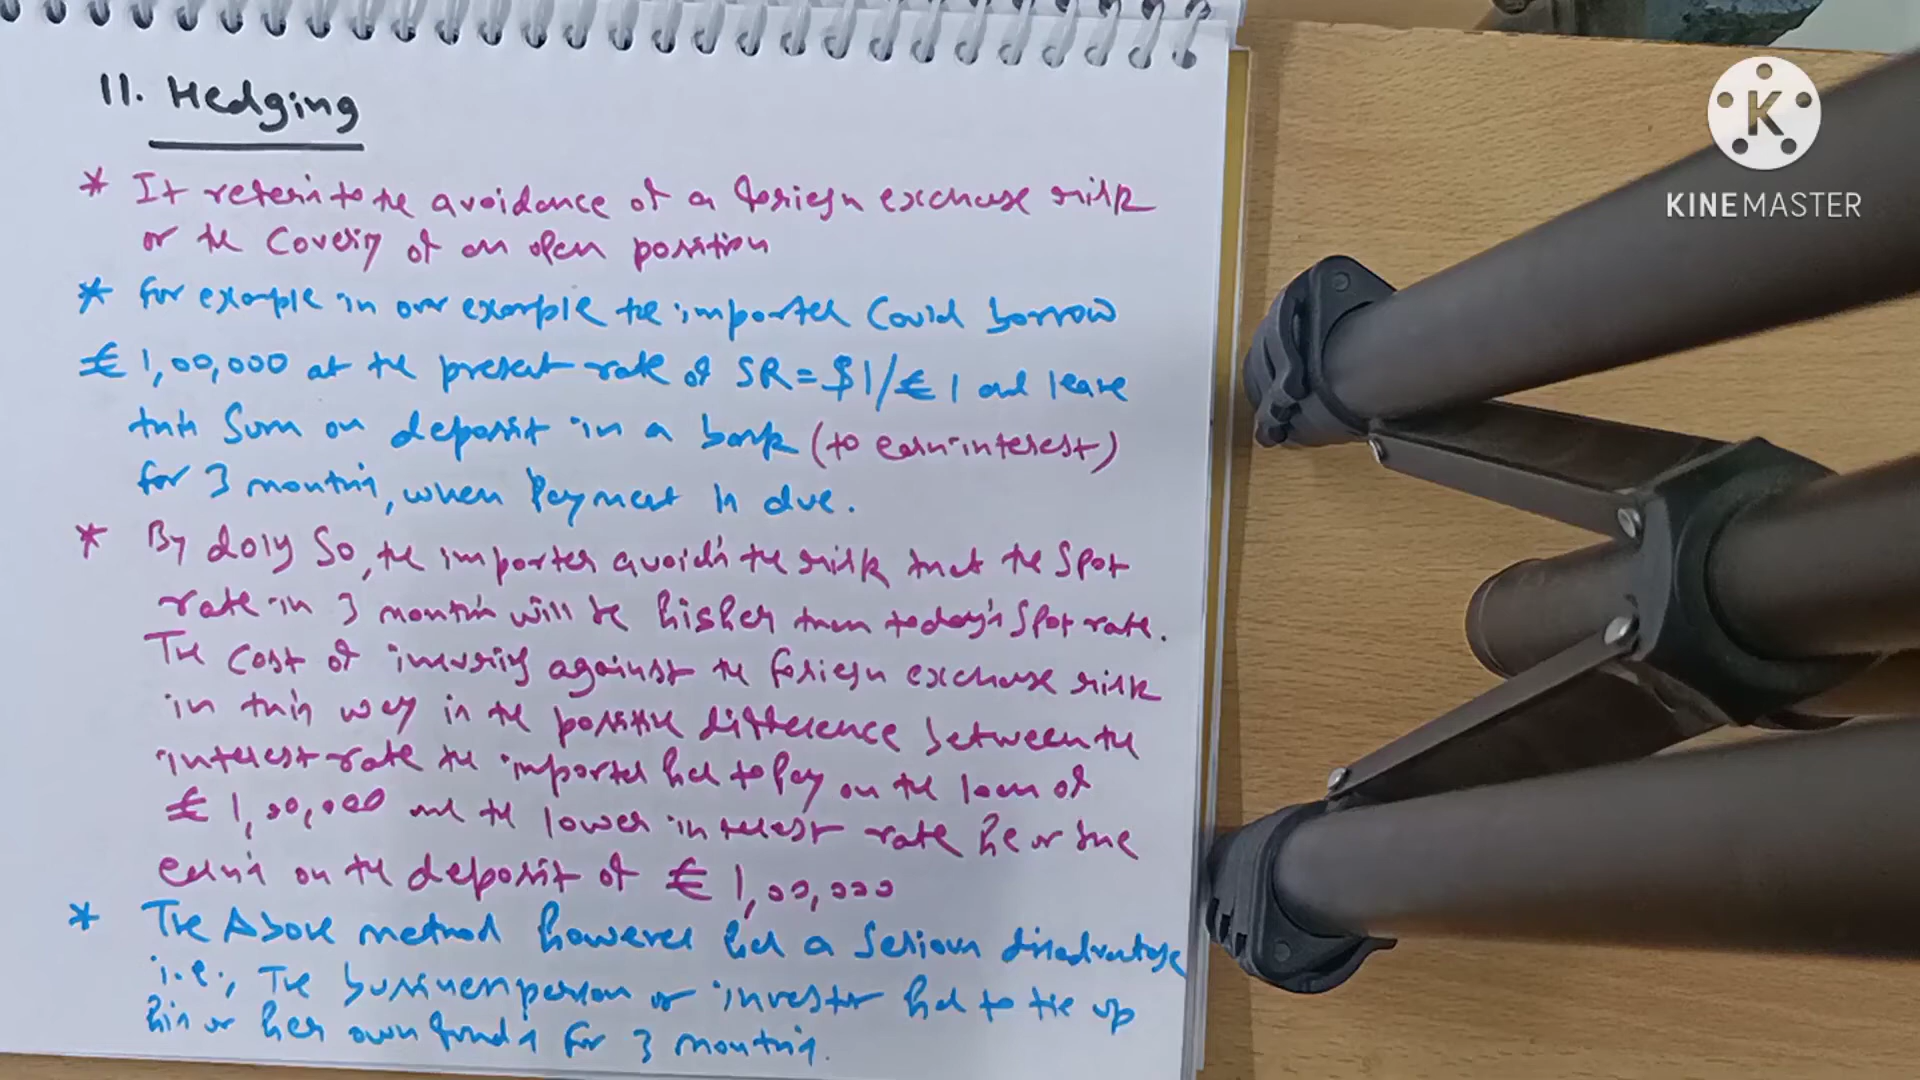 11. Hedging
* It refers to the avoidance of a foriegn exchange risk
or the Covering of an open position
* For example in our example the importer Could borrow
€ 1,00,000 at the present rate of SR = $1/€1 and leave
this Sum on deposit in a bank (to earn interest)
for 3 months, when Payment is due.
* By doing So, the importer avoids the risk that the Spot
rate in 3 months will be higher than today's Spot rate.
The Cost of insuring against the foriegn exchange risk
in this way is the positive difference between the
interest rate the importer had to Pay on the loan of
€ 1,00,000 and the lower interest rate he or she
earns on the deposit of € 1,00,000
* The Above method however had a Serious disadvantage
i.e., The businessperson or investor had to tie up
his or her own funds for 3 months.
K
KINEMASTER